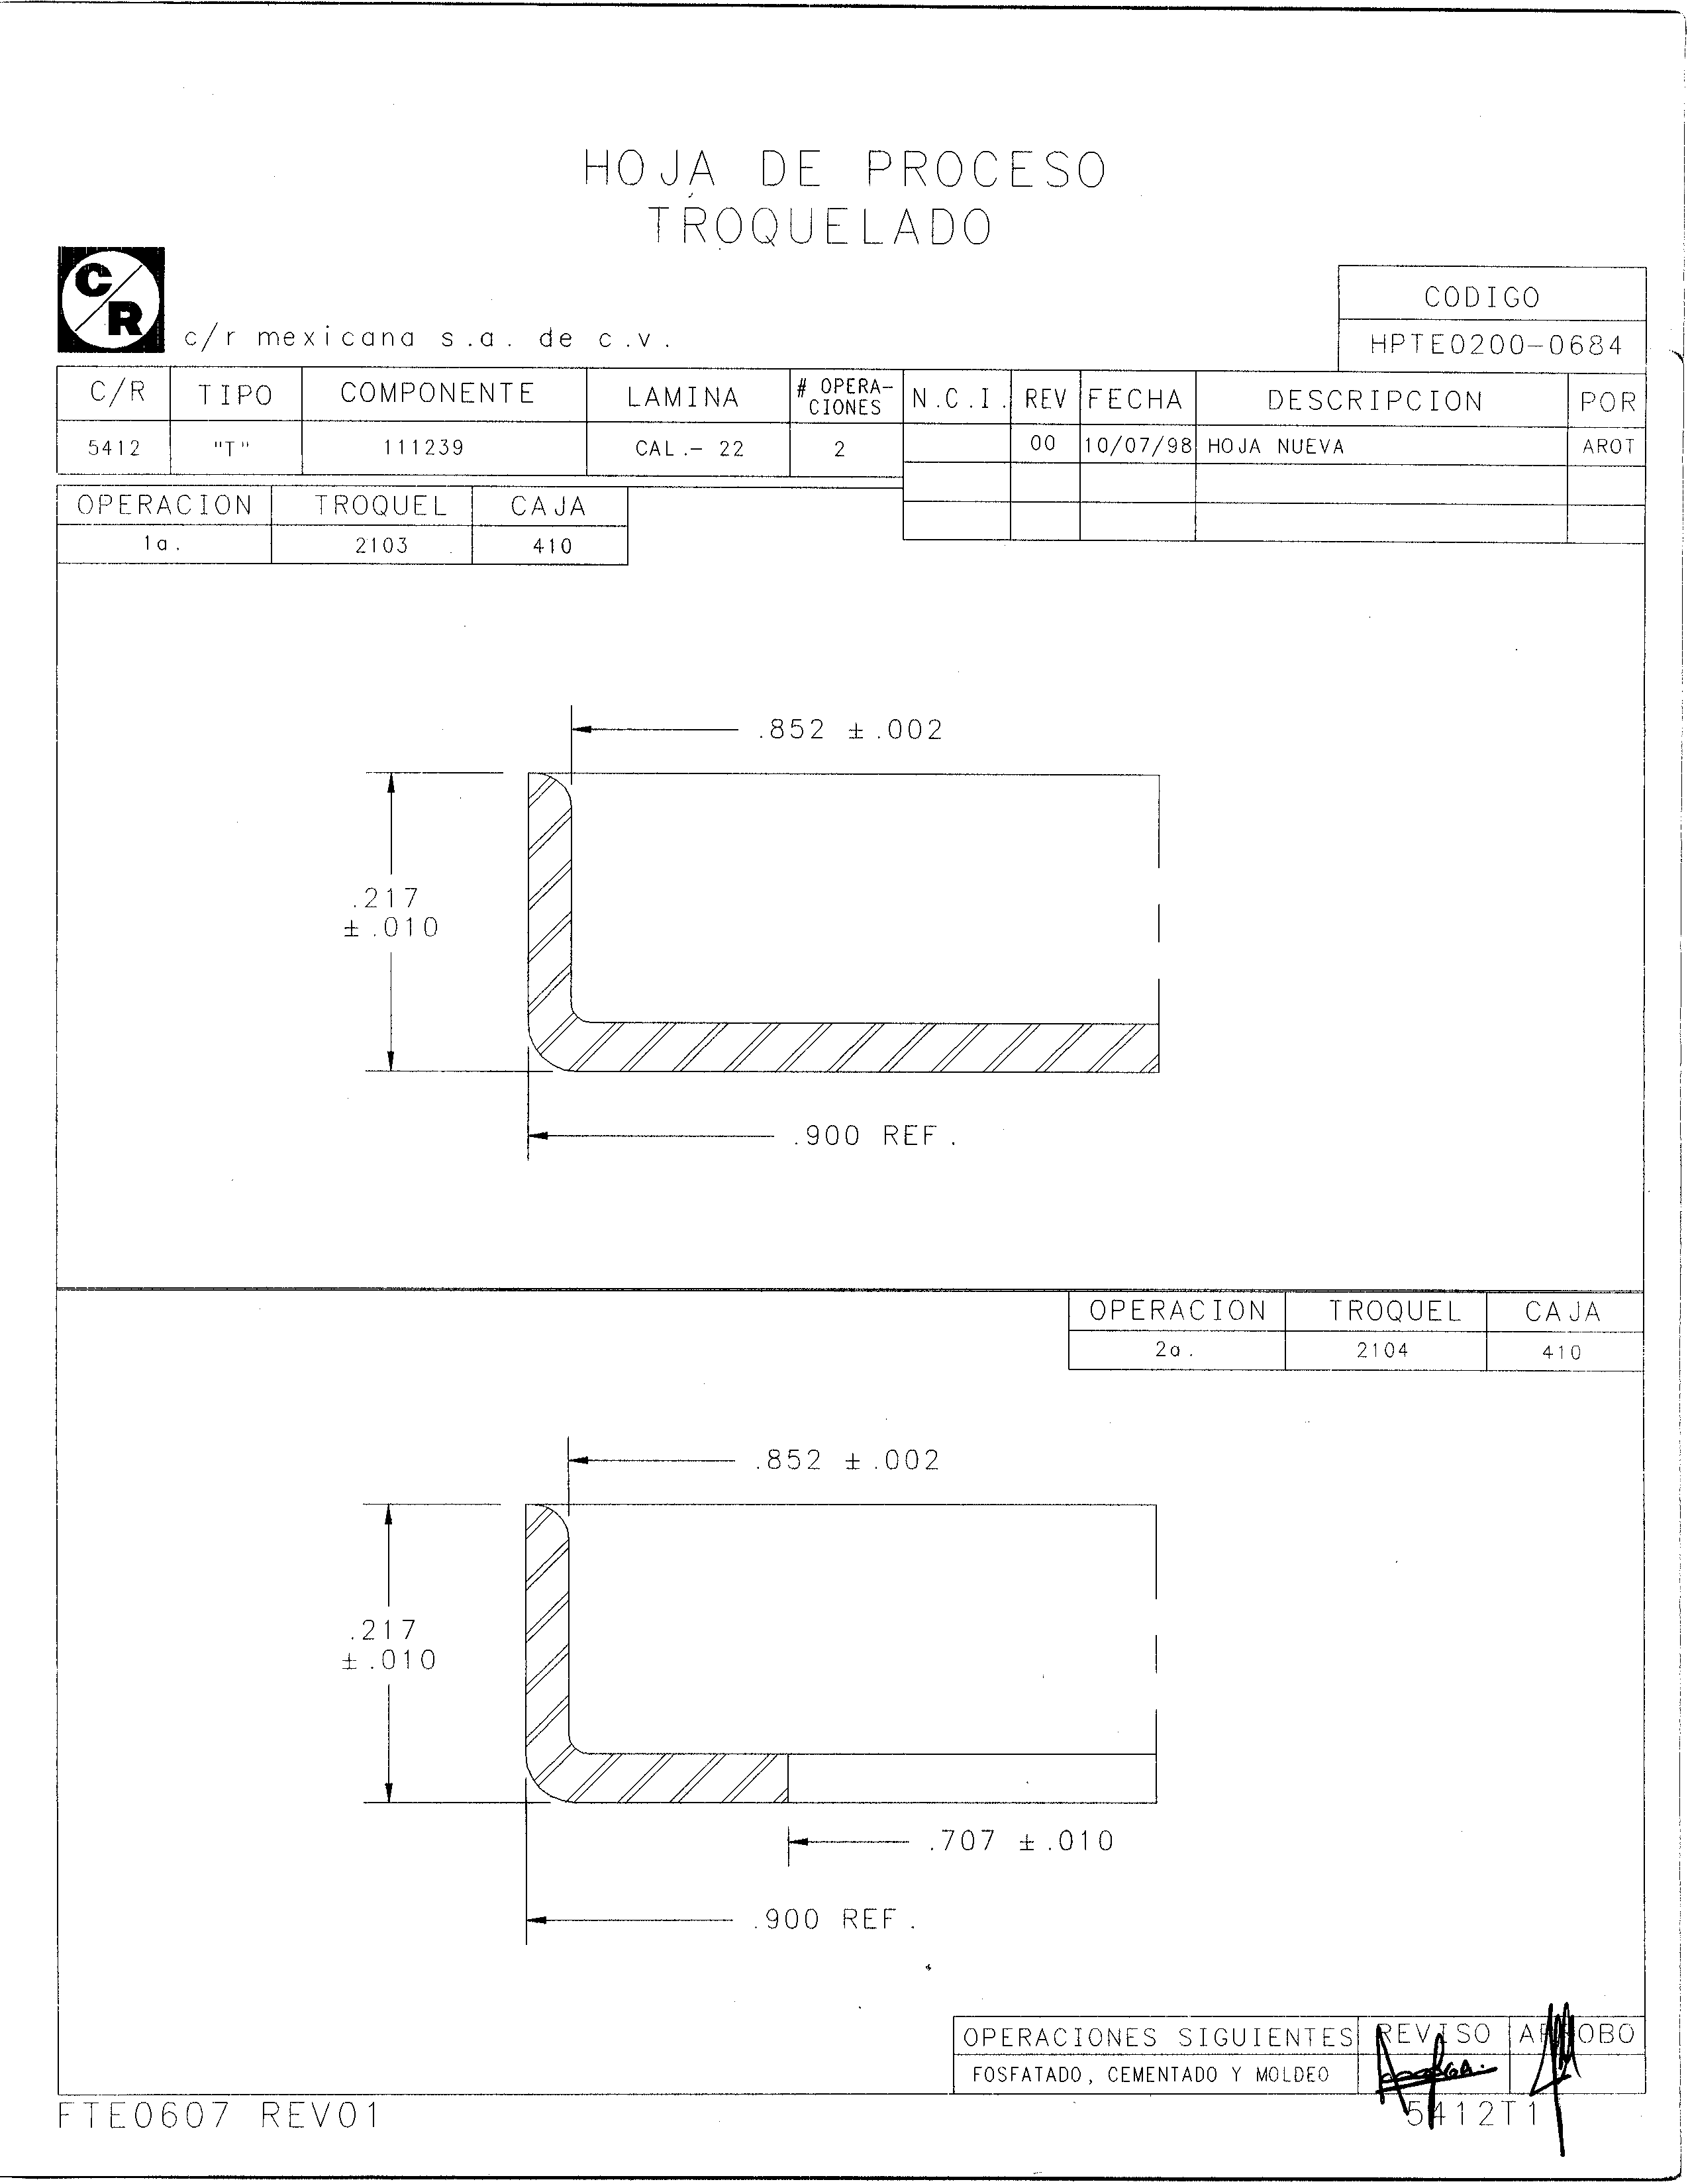 HOJA DE PROCESO
TROQUELADO
C/R
c/r mexicana s.a. de c.v.
CODIGO
HPTE0200-0684
C/R TIPO COMPONENTE LAMINA # OPERA-CIONES N.C.I. REV FECHA DESCRIPCION POR
5412 "T" 111239 CAL.- 22 2 00 10/07/98 HOJA NUEVA AROT
OPERACION TROQUEL CAJA
1a. 2103 410
.852 ±.002
.217
±.010
.900 REF.
OPERACION TROQUEL CAJA
2a. 2104 410
.852 ±.002
.217
±.010
.707 ±.010
.900 REF.
OPERACIONES SIGUIENTES REVISO APROBO
FOSFATADO, CEMENTADO Y MOLDEO
FTE0607 REV01
5412T1